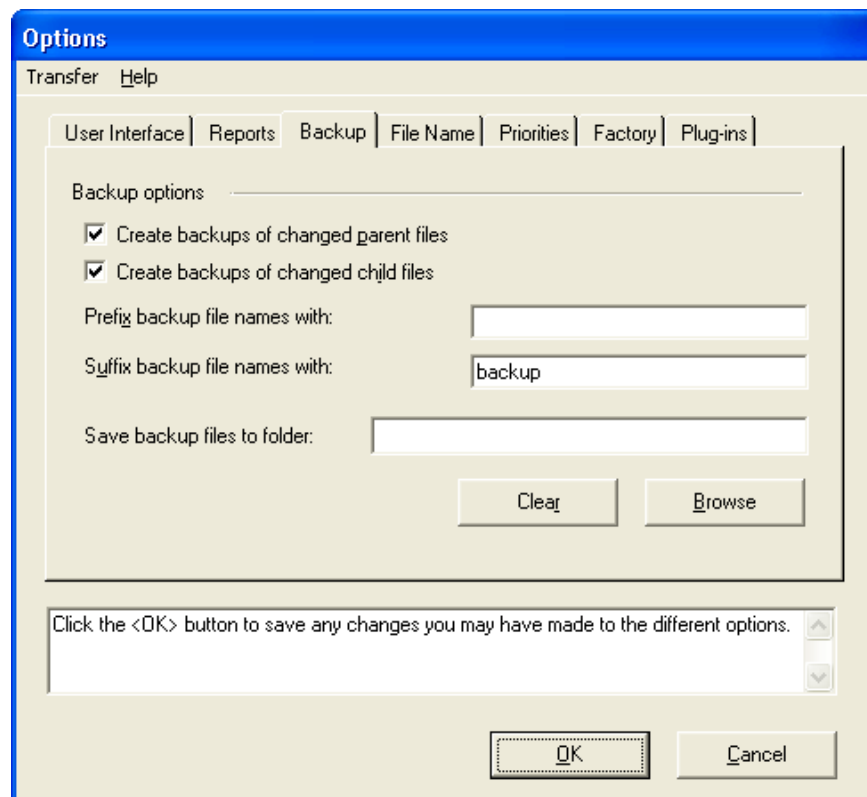 Options
Transfer Help
User Interface Reports Backup File Name Priorities Factory Plug-ins
Backup options
Create backups of changed parent files
Create backups of changed child files
Prefix backup file names with:
Suffix backup file names with: backup
Save backup files to folder:
Clear Browse
Click the <OK> button to save any changes you may have made to the different options.
OK Cancel